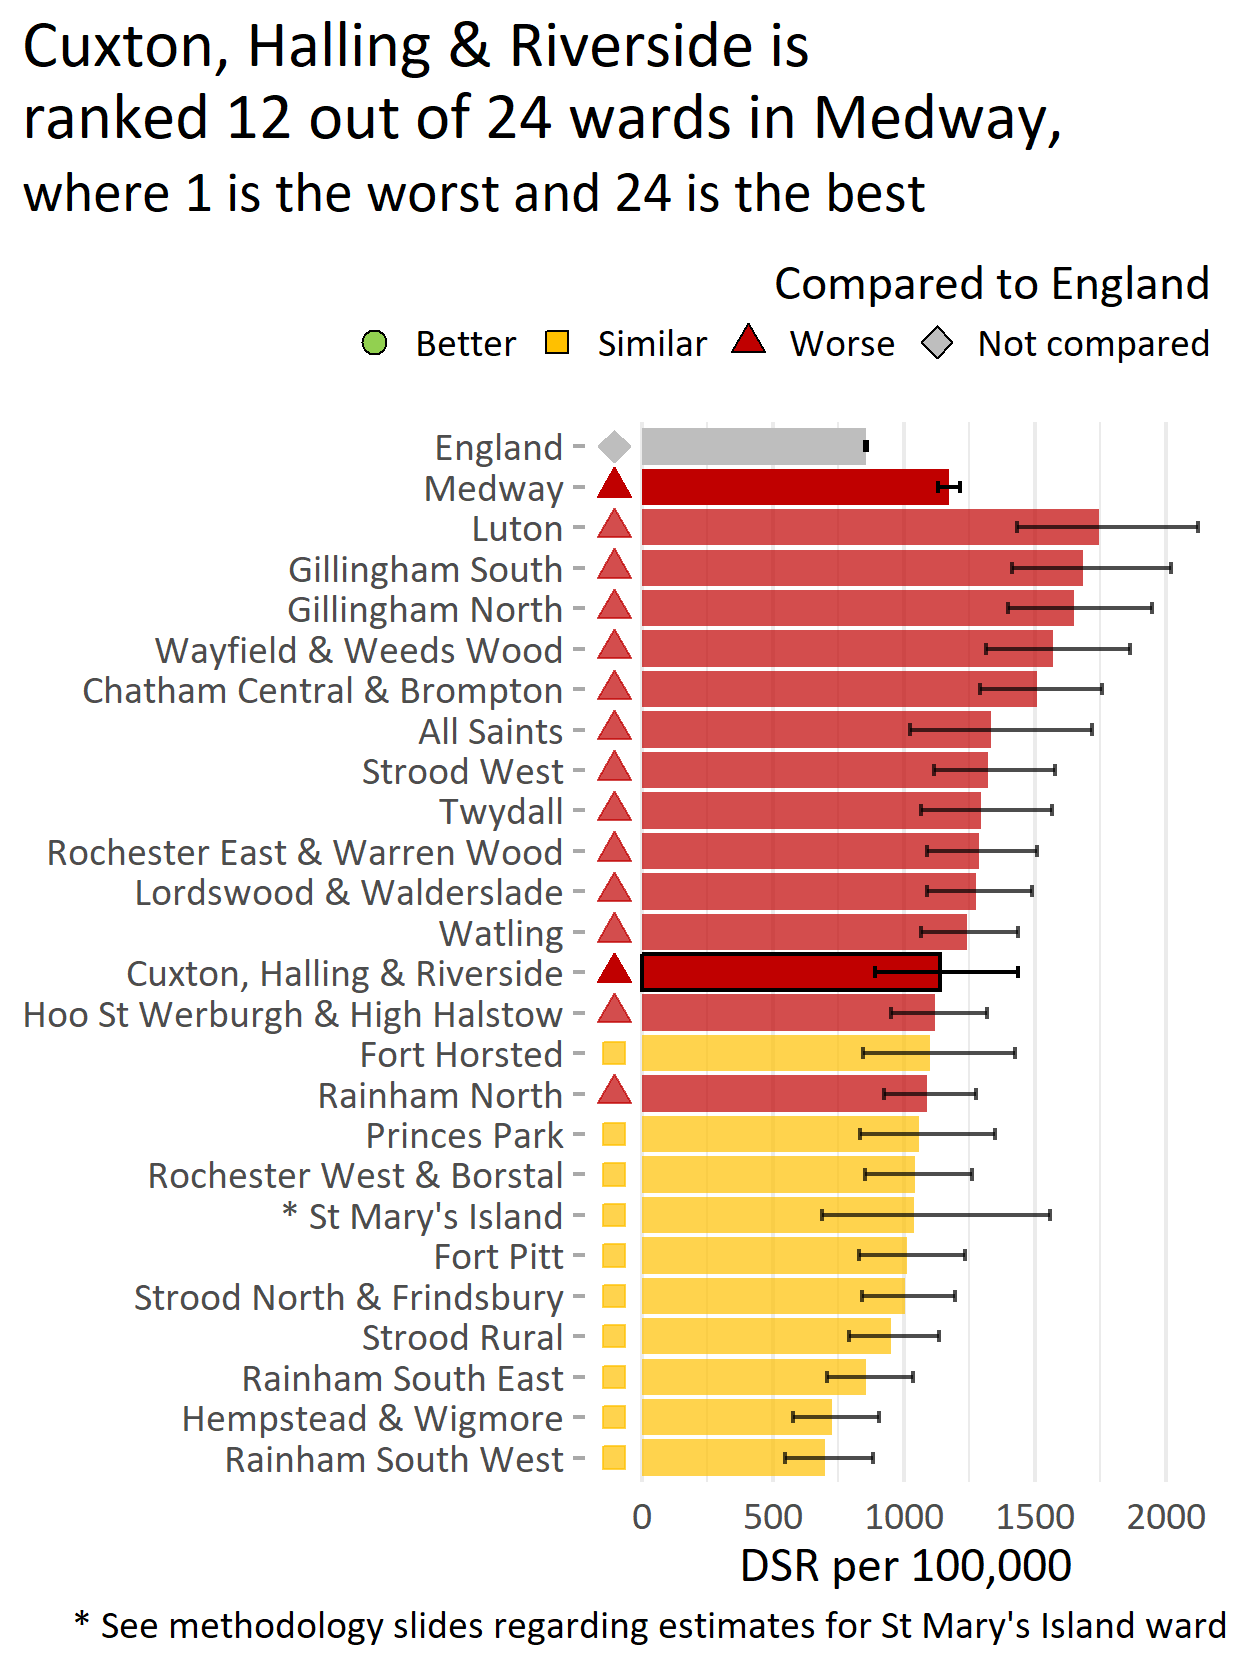 Cuxton, Halling & Riverside is
ranked 12 out of 24 wards in Medway,
where 1 is the worst and 24 is the best
Compared to England
Better Similar Worse Not compared
England
Medway
Luton
Gillingham South
Gillingham North
Wayfield & Weeds Wood
Chatham Central & Brompton
All Saints
Strood West
Twydall
Rochester East & Warren Wood
Lordswood & Walderslade
Watling
Cuxton, Halling & Riverside
Hoo St Werburgh & High Halstow
Fort Horsted
Rainham North
Princes Park
Rochester West & Borstal
* St Mary's Island
Fort Pitt
Strood North & Frindsbury
Strood Rural
Rainham South East
Hempstead & Wigmore
Rainham South West
0 500 1000 1500 2000
DSR per 100,000
* See methodology slides regarding estimates for St Mary's Island ward